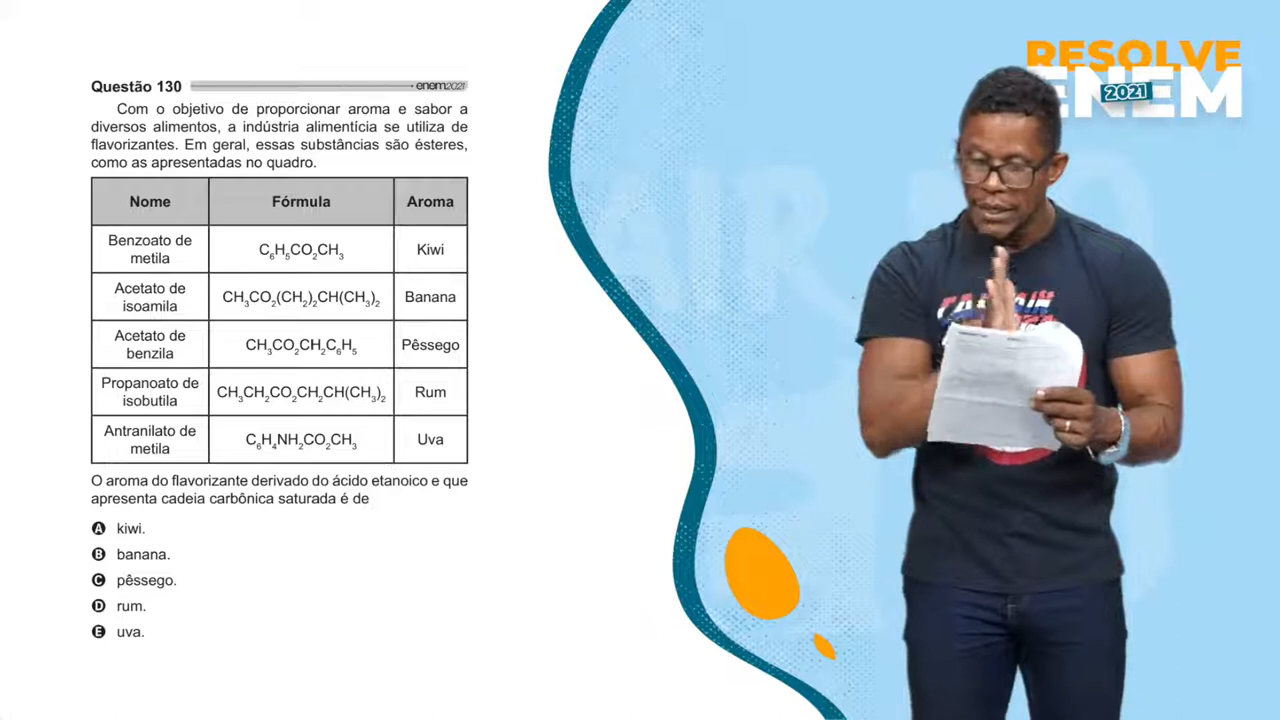 RESOLVE
ENEM
2021
Questão 130
enem2021
Com o objetivo de proporcionar aroma e sabor a
diversos alimentos, a indústria alimentícia se utiliza de
flavorizantes. Em geral, essas substâncias são ésteres,
como as apresentadas no quadro.
Nome Fórmula Aroma
Benzoato de
metila C₆H₅CO₂CH₃ Kiwi
Acetato de
isoamila CH₃CO₂(CH₂)₂CH(CH₃)₂ Banana
Acetato de
benzila CH₃CO₂CH₂C₆H₅ Pêssego
Propanoato de
isobutila CH₃CH₂CO₂CH₂CH(CH₃)₂ Rum
Antranilato de
metila C₆H₄NH₂CO₂CH₃ Uva
O aroma do flavorizante derivado do ácido etanoico e que
apresenta cadeia carbônica saturada é de
A kiwi.
B banana.
C pêssego.
D rum.
E uva.